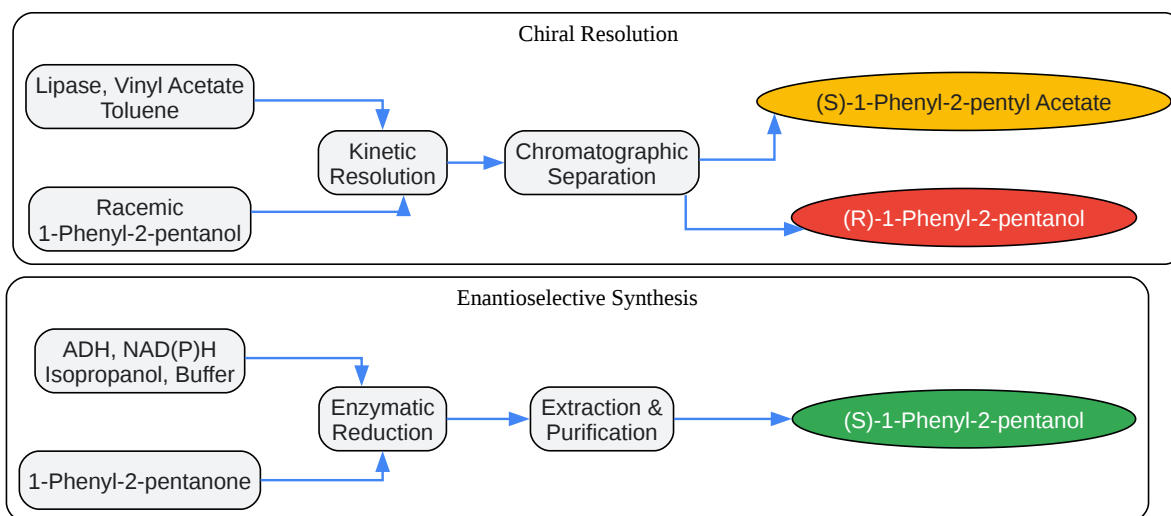 Chiral Resolution
Lipase, Vinyl Acetate
Toluene
(S)-1-Phenyl-2-pentyl Acetate
Kinetic
Resolution
Chromatographic
Separation
Racemic
1-Phenyl-2-pentanol
(R)-1-Phenyl-2-pentanol
Enantioselective Synthesis
ADH, NAD(P)H
Isopropanol, Buffer
Enzymatic
Reduction
Extraction &
Purification
(S)-1-Phenyl-2-pentanol
1-Phenyl-2-pentanone